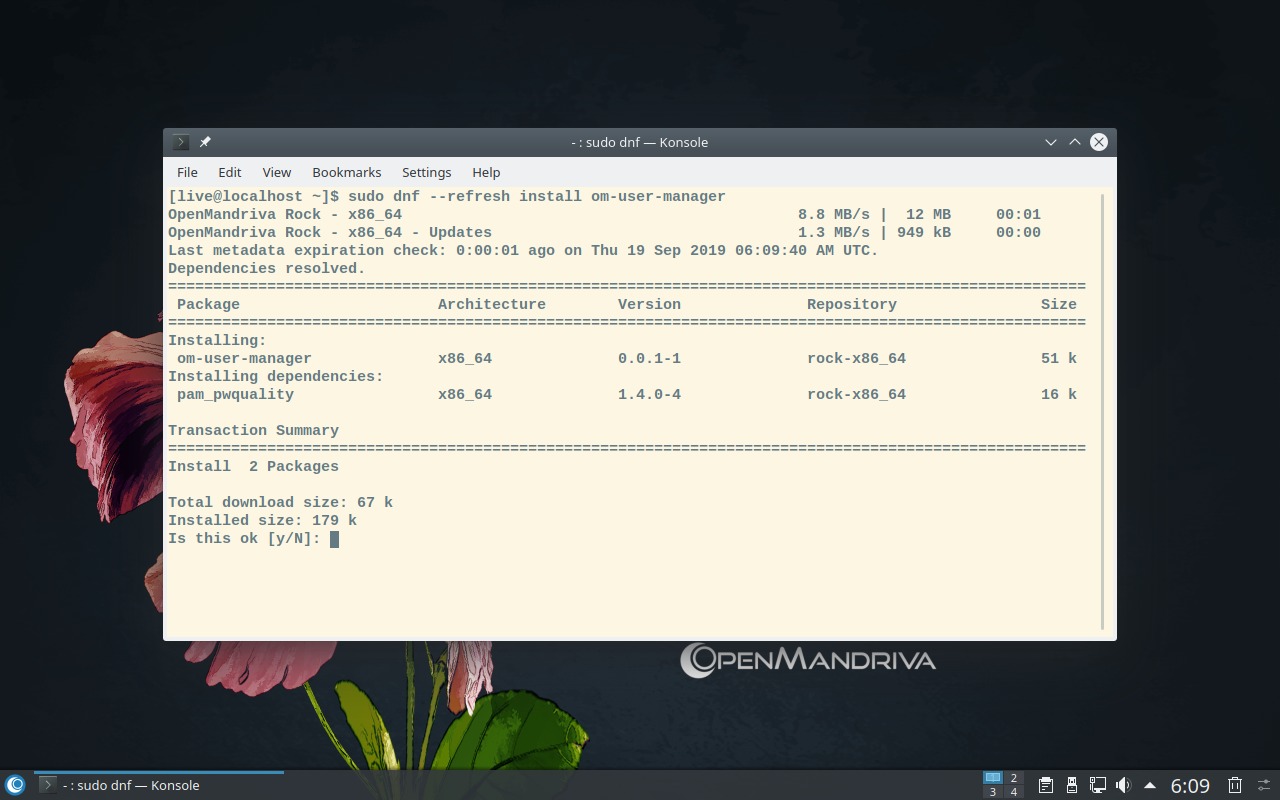 - : sudo dnf — Konsole
File Edit View Bookmarks Settings Help
[live@localhost ~]$ sudo dnf --refresh install om-user-manager
OpenMandriva Rock - x86_64 8.8 MB/s | 12 MB 00:01
OpenMandriva Rock - x86_64 - Updates 1.3 MB/s | 949 kB 00:00
Last metadata expiration check: 0:00:01 ago on Thu 19 Sep 2019 06:09:40 AM UTC.
Dependencies resolved.
======================================================================================================
Package Architecture Version Repository Size
======================================================================================================
Installing:
om-user-manager x86_64 0.0.1-1 rock-x86_64 51 k
Installing dependencies:
pam_pwquality x86_64 1.4.0-4 rock-x86_64 16 k
Transaction Summary
======================================================================================================
Install 2 Packages
Total download size: 67 k
Installed size: 179 k
Is this ok [y/N]:
OPENMANDRIVA
- : sudo dnf — Konsole
2
3 4
6:09